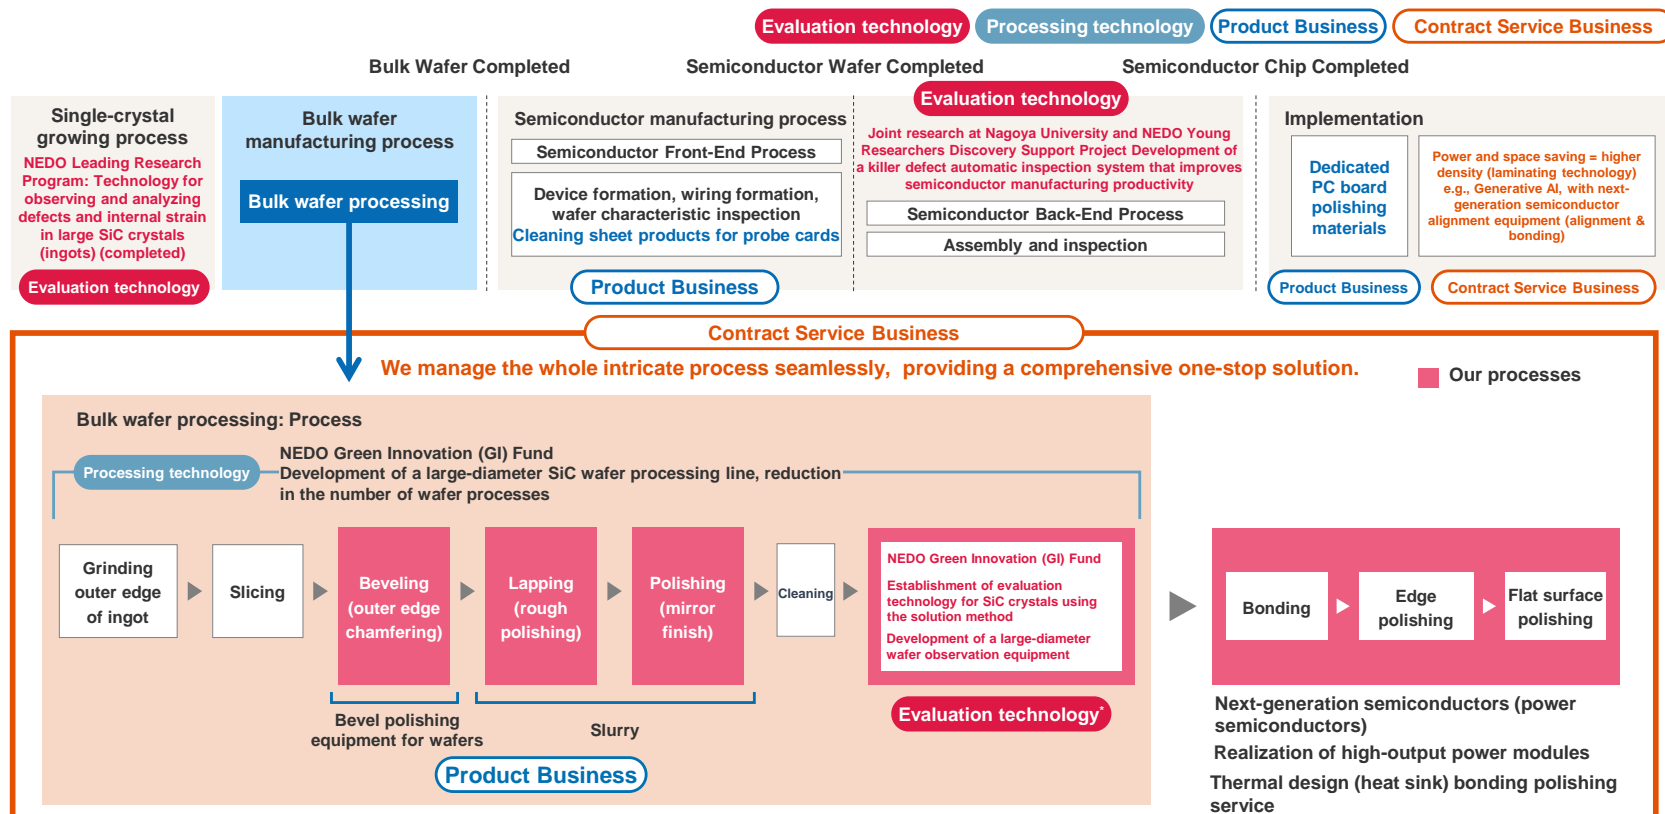 Evaluation technology
Processing technology
Product Business
Contract Service Business
Bulk Wafer Completed
Semiconductor Wafer Completed
Semiconductor Chip Completed
Single-crystal
growing process
NEDO Leading Research
Program: Technology for
observing and analyzing
defects and internal strain
in large SiC crystals
(ingots) (completed)
Evaluation technology
Bulk wafer
manufacturing process
Bulk wafer processing
Semiconductor manufacturing process
Semiconductor Front-End Process
Device formation, wiring formation,
wafer characteristic inspection
Cleaning sheet products for probe cards
Product Business
Evaluation technology
Joint research at Nagoya University and NEDO Young
Researchers Discovery Support Project Development of
a killer defect automatic inspection system that improves
semiconductor manufacturing productivity
Semiconductor Back-End Process
Assembly and inspection
Implementation
Dedicated
PC board
polishing
materials
Product Business
Power and space saving = higher
density (laminating technology)
e.g., Generative AI, with next-
generation semiconductor
alignment equipment (alignment &
bonding)
Contract Service Business
Contract Service Business
We manage the whole intricate process seamlessly, providing a comprehensive one-stop solution.
Our processes
Bulk wafer processing: Process
Processing technology
NEDO Green Innovation (GI) Fund
Development of a large-diameter SiC wafer processing line, reduction
in the number of wafer processes
Grinding
outer edge
of ingot
Slicing
Beveling
(outer edge
chamfering)
Lapping
(rough
polishing)
Polishing
(mirror
finish)
Cleaning
NEDO Green Innovation (GI) Fund
Establishment of evaluation
technology for SiC crystals using
the solution method
Development of a large-diameter
wafer observation equipment
Evaluation technology*
Bevel polishing
equipment for wafers
Slurry
Product Business
Bonding
Edge
polishing
Flat surface
polishing
Next-generation semiconductors (power
semiconductors)
Realization of high-output power modules
Thermal design (heat sink) bonding polishing
service